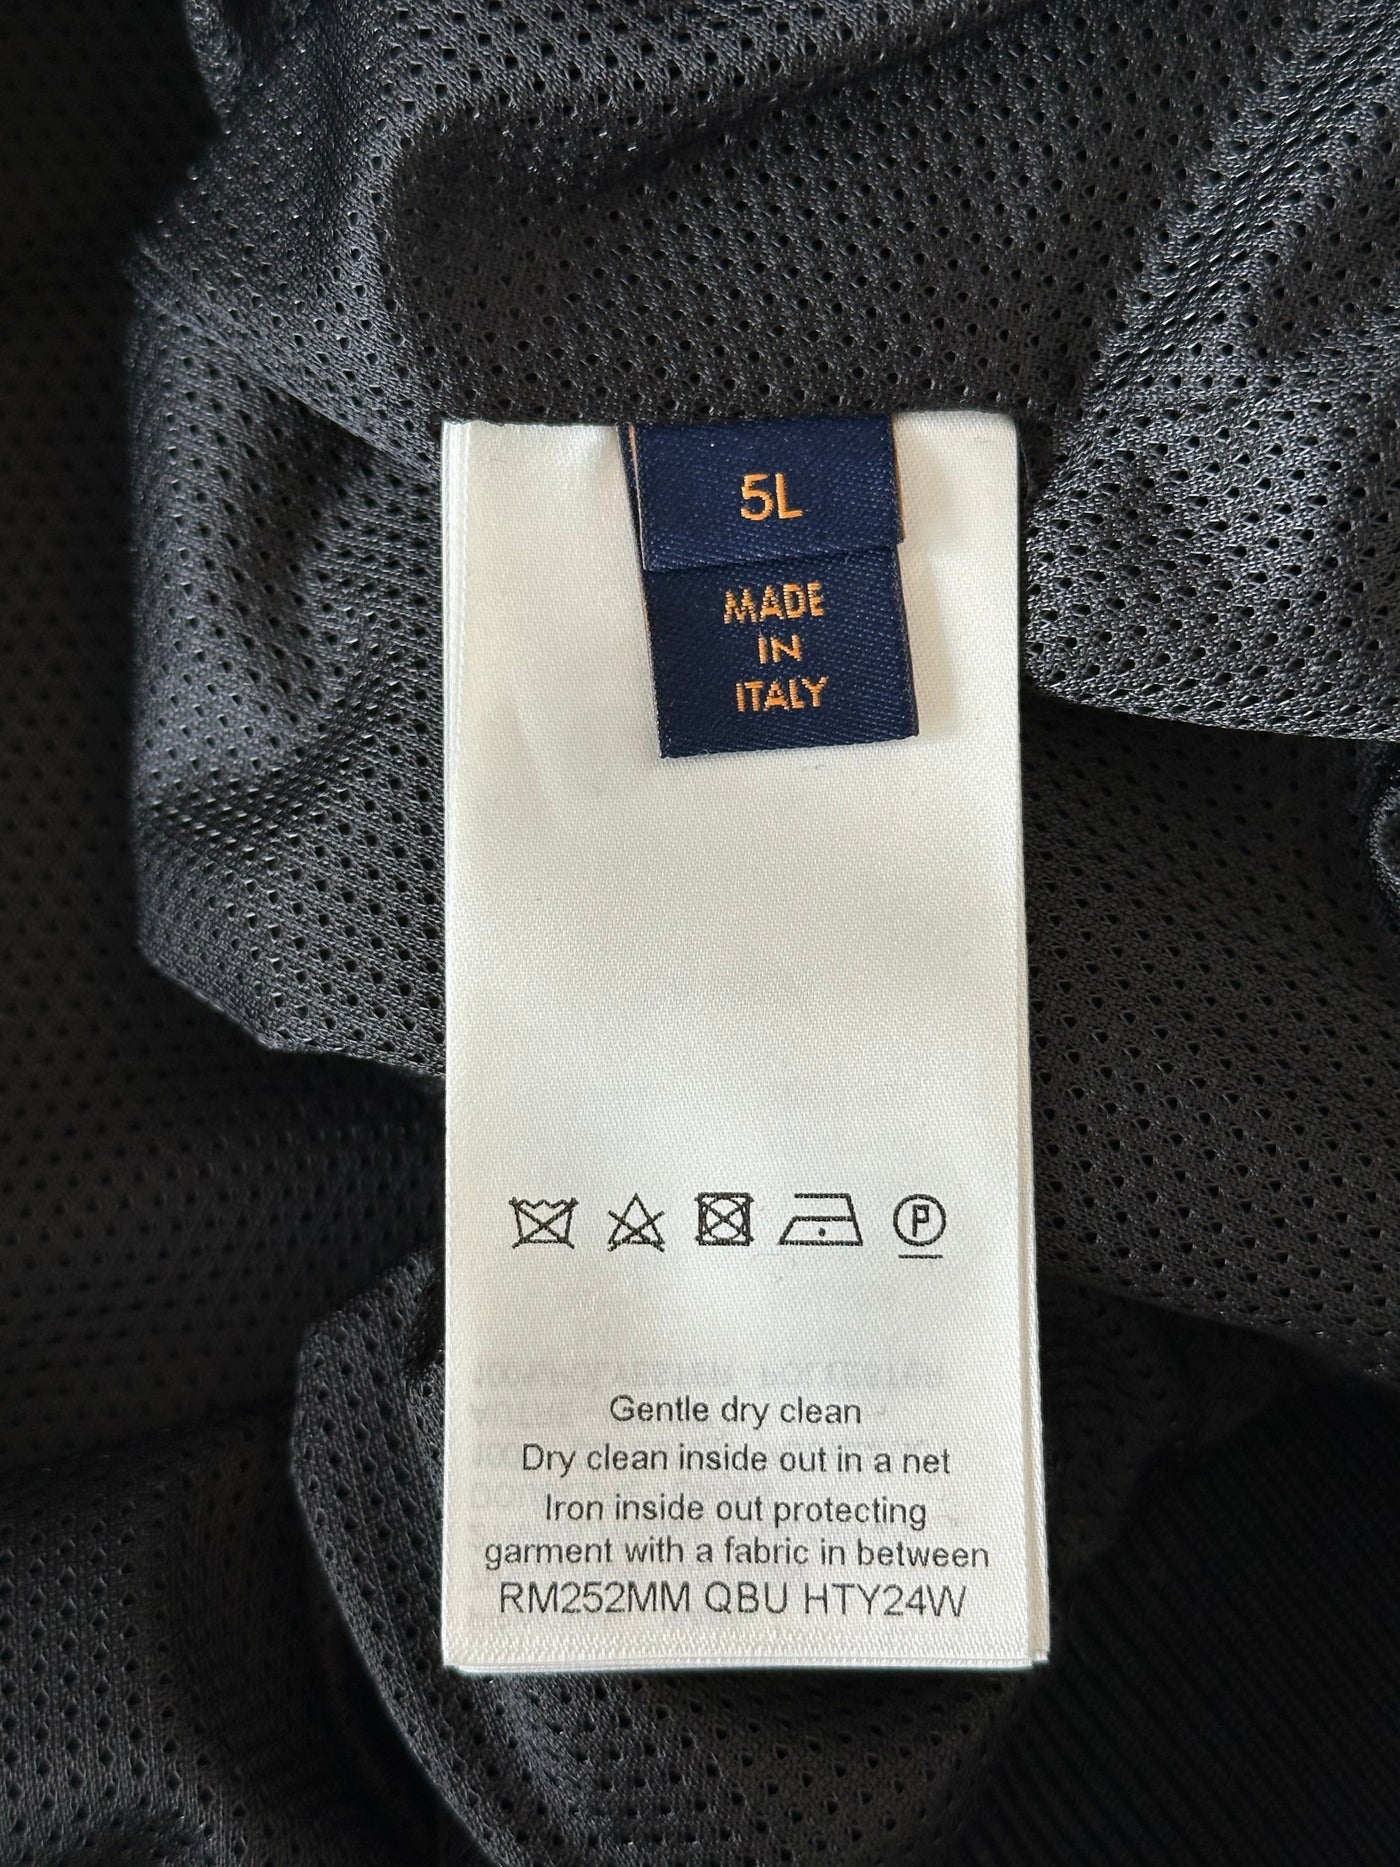 5L
MADE
IN
ITALY
P
Gentle dry clean
Dry clean inside out in a net
Iron inside out protecting
garment with a fabric in between
RM252MM QBU HTY24W